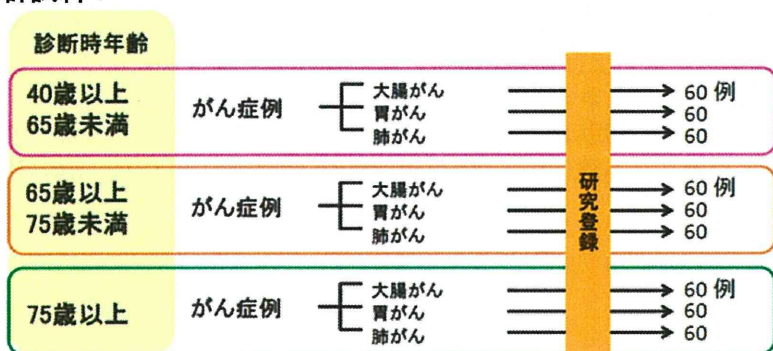 診断時年齢
40歳以上
65歳未満
がん症例
大腸がん
胃がん
肺がん
60 例
60
60
65歳以上
75歳未満
がん症例
大腸がん
胃がん
肺がん
60 例
60
60
75歳以上
がん症例
大腸がん
胃がん
肺がん
60 例
60
60
研究登録